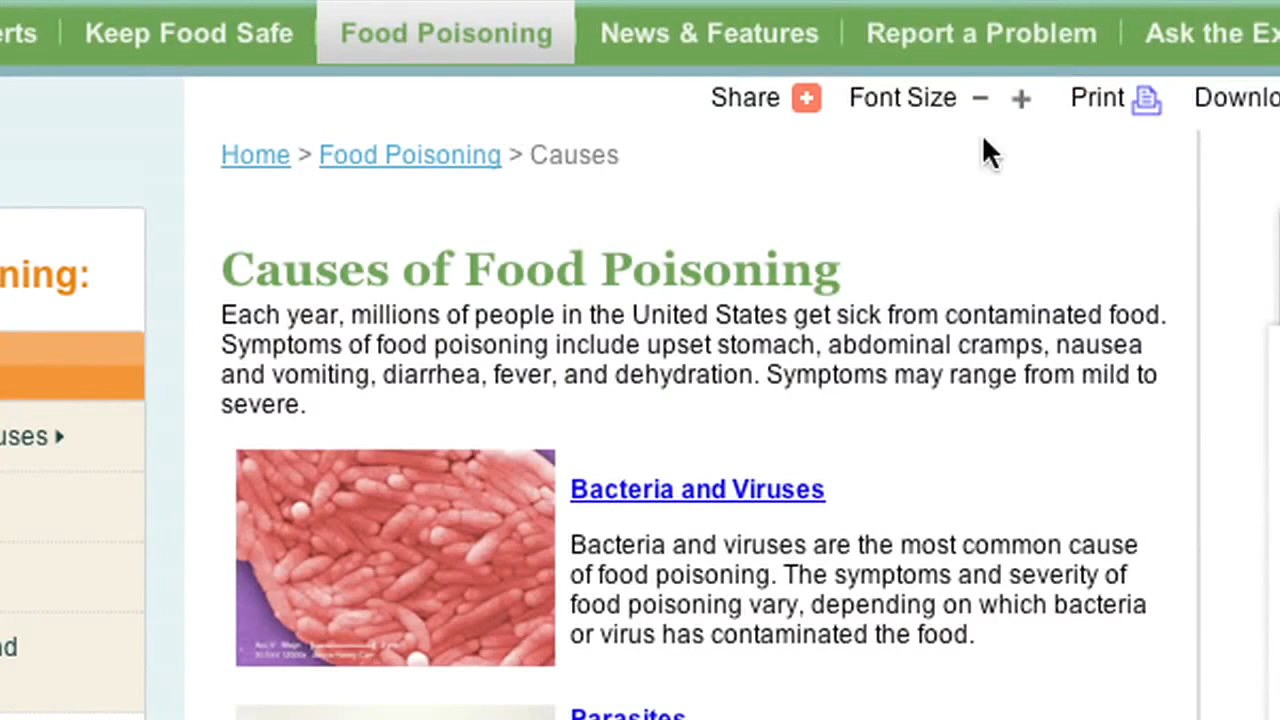 erts Keep Food Safe Food Poisoning News & Features Report a Problem Ask the Ex
Share Font Size − + Print Downlo
Home > Food Poisoning > Causes
ning:
Causes of Food Poisoning
Each year, millions of people in the United States get sick from contaminated food.
Symptoms of food poisoning include upset stomach, abdominal cramps, nausea
and vomiting, diarrhea, fever, and dehydration. Symptoms may range from mild to
severe.
uses
Bacteria and Viruses
Bacteria and viruses are the most common cause
of food poisoning. The symptoms and severity of
food poisoning vary, depending on which bacteria
or virus has contaminated the food.
nd
Parasites